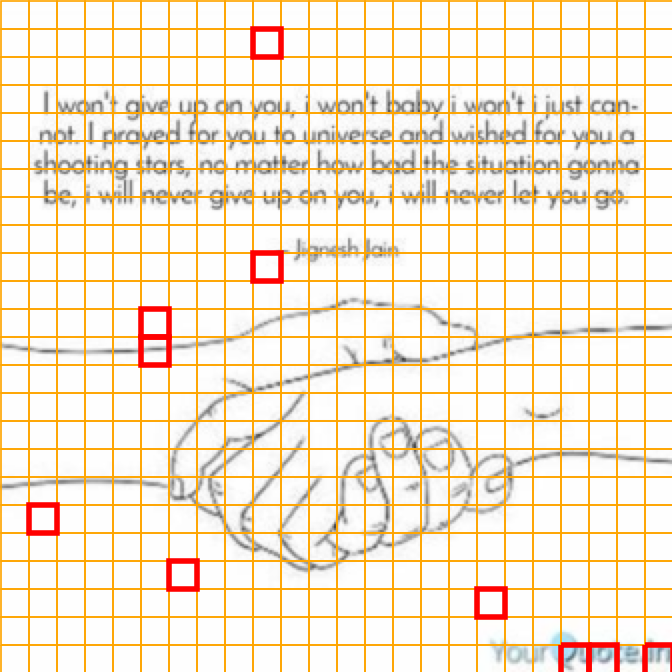 I won't give up on you, i won't baby i won't i just can-
not. I prayed for you to universe and wished for you a
shooting stars, no matter how bad the situation gonna
be, i will never give up on you, i will never let you go.
- Jignesh Jain
YourQuote.in